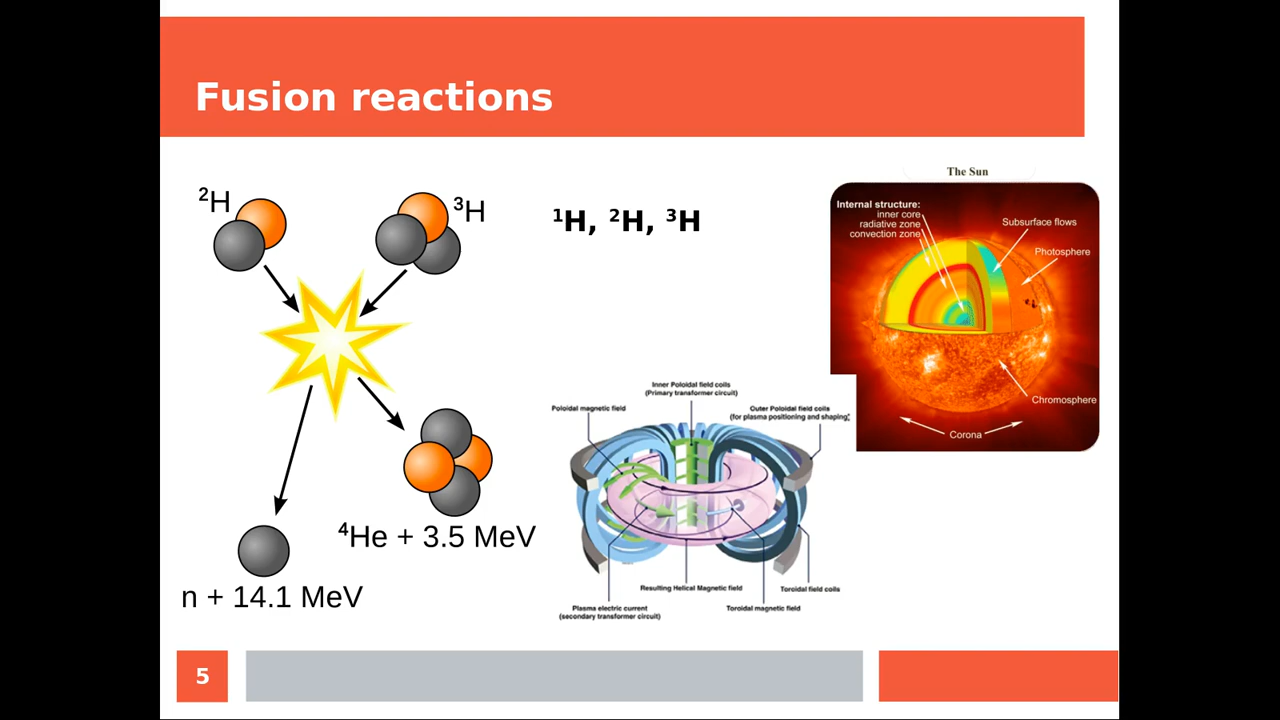 Fusion reactions
²H
³H
⁴He + 3.5 MeV
n + 14.1 MeV
¹H, ²H, ³H
The Sun
Internal structure:
inner core
radiative zone
convection zone
Subsurface flows
Photosphere
Chromosphere
Corona
Inner Poloidal field coils
(Primary transformer circuit)
Poloidal magnetic field
Outer Poloidal field coils
(for plasma positioning and shaping)
Resulting Helical Magnetic field
Toroidal field coils
Plasma electric current
(secondary transformer circuit)
Toroidal magnetic field
5